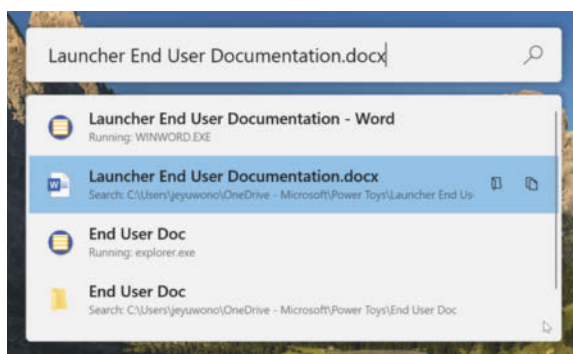 Launcher End User Documentation.docx
Launcher End User Documentation - Word
Running: WINWORD.EXE
Launcher End User Documentation.docx
Search: C:\Users\jeyuwono\OneDrive - Microsoft\Power Toys\Launcher End Us
End User Doc
Running: explorer.exe
End User Doc
Search: C:\Users\jeyuwono\OneDrive - Microsoft\Power Toys\End User Doc